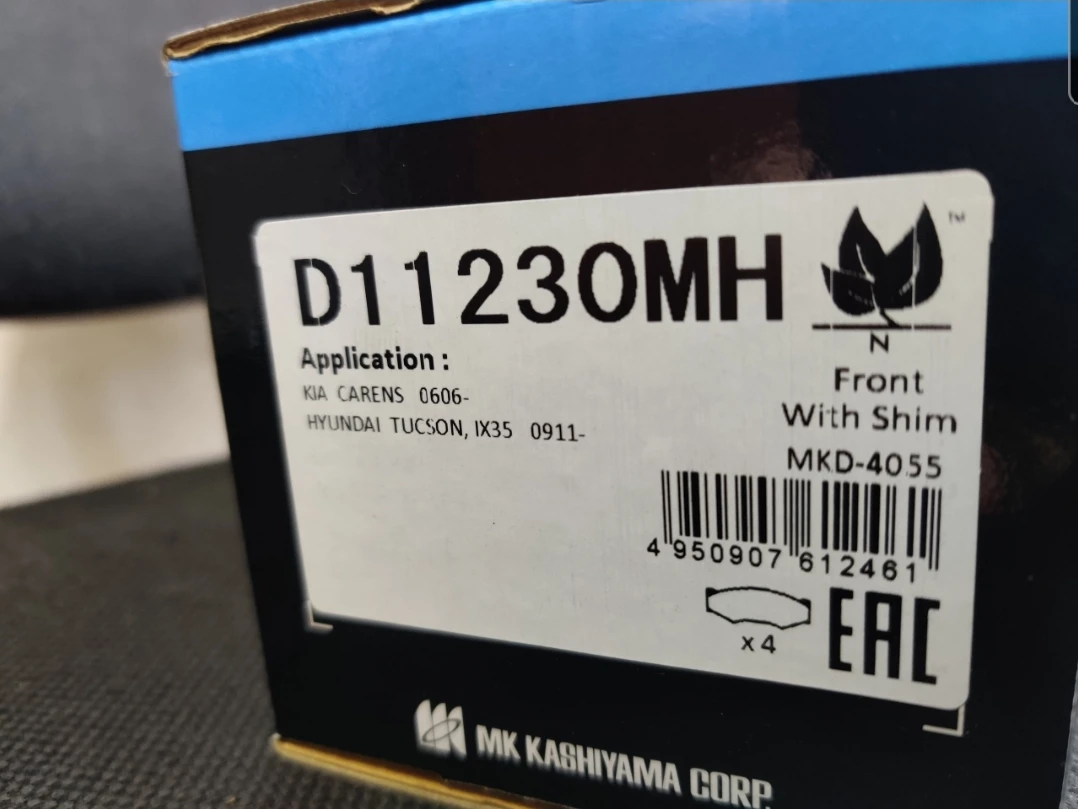 D11230MH
TM
N
Application :
KIA CARENS 0606-
HYUNDAI TUCSON, IX35 0911-
Front
With Shim
MKD-4055
4 950907 612461
x4
EAC
MK KASHIYAMA CORP.